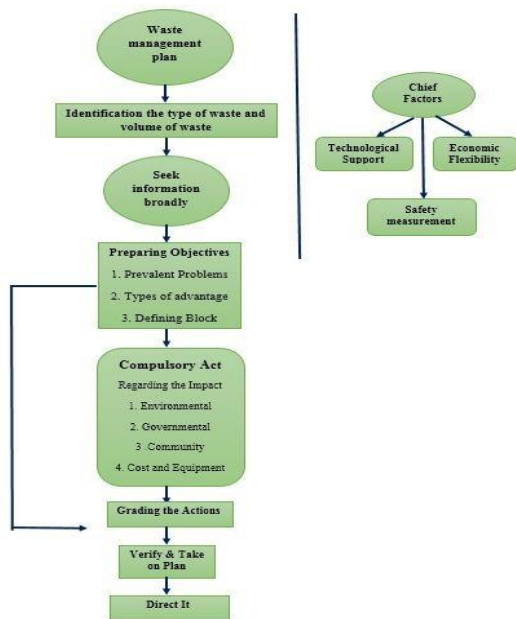 Waste
management
plan
Identification the type of waste and
volume of waste
Seek
information
broadly
Preparing Objectives
1. Prevalent Problems
2. Types of advantage
3. Defining Block
Compulsory Act
Regarding the Impact
1. Environmental
2. Governmental
3 Community
4. Cost and Equipment
Grading the Actions
Verify & Take
on Plan
Direct It
Chief
Factors
Technological
Support
Economic
Flexibility
Safety
measurement